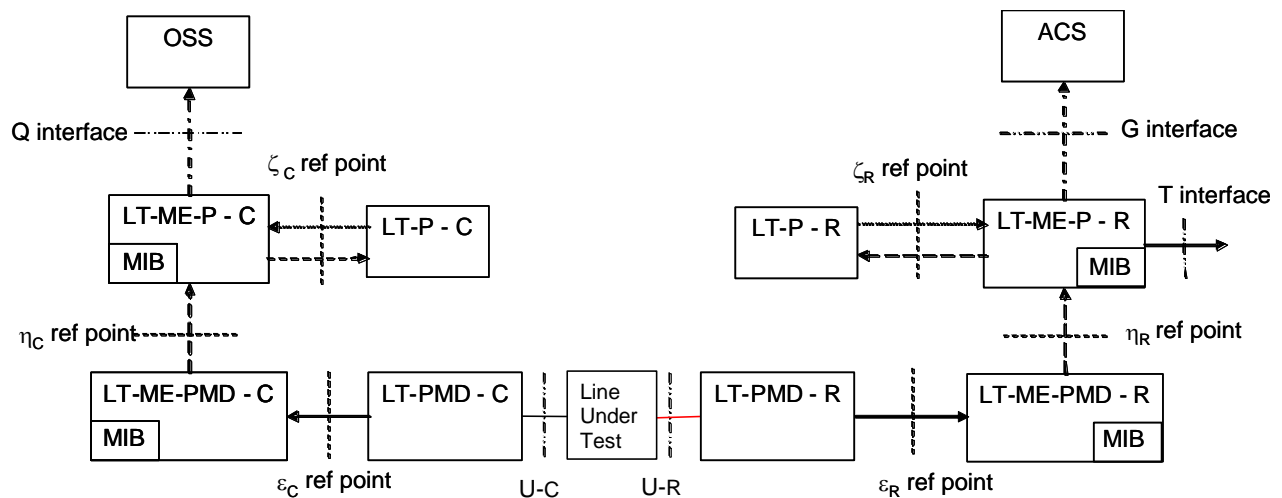 OSS
ACS
Q interface
G interface
ζC ref point
ζR ref point
T interface
LT-ME-P - C
MIB
LT-P - C
LT-P - R
LT-ME-P - R
MIB
ηC ref point
ηR ref point
LT-ME-PMD - C
MIB
LT-PMD - C
Line
Under
Test
LT-PMD - R
LT-ME-PMD - R
MIB
εC ref point
U-C
U-R
εR ref point